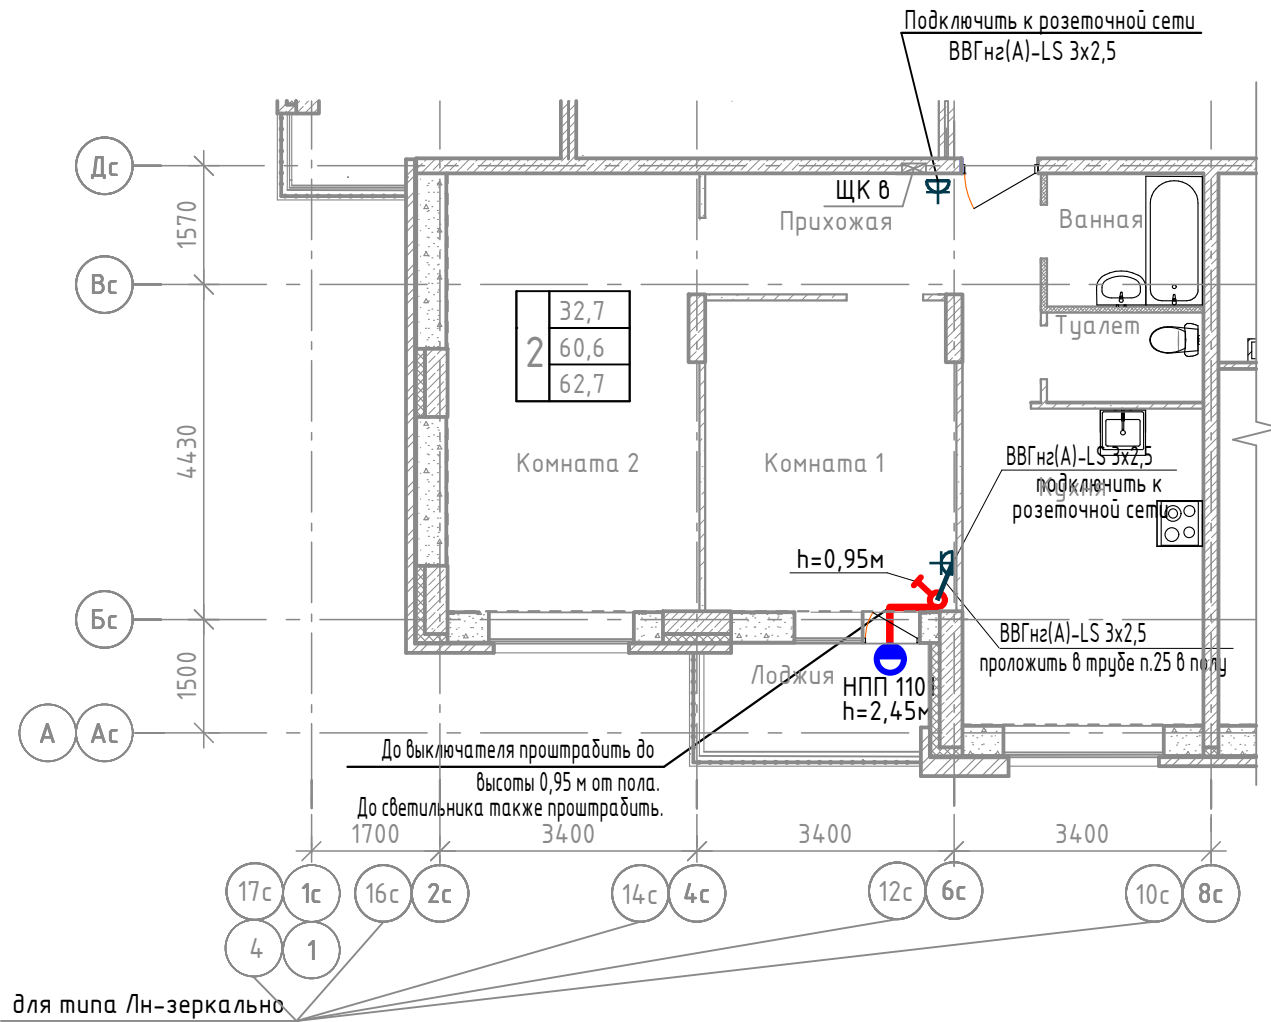 Подключить к розеточной сети
ВВГнг(А)-LS 3х2,5
Дс
ЩК в
Прихожая
Ванная
1570
Вс
32,7
2
60,6
62,7
Туалет
4430
Комната 2
Комната 1
ВВГнг(А)-LS 3х2,5
подключить к
Кухня
розеточной сети
h=0,95м
Бс
ВВГнг(А)-LS 3х2,5
проложить в трубе п.25 в полу
1500
Лоджия
НПП 110
h=2,45м
А
Ас
До выключателя проштрабить до
высоты 0,95 м от пола.
До светильника также проштрабить.
1700
3400
3400
3400
17с
1с
16с
2с
14с
4с
12с
6с
10с
8с
4
1
для типа Лн-зеркально